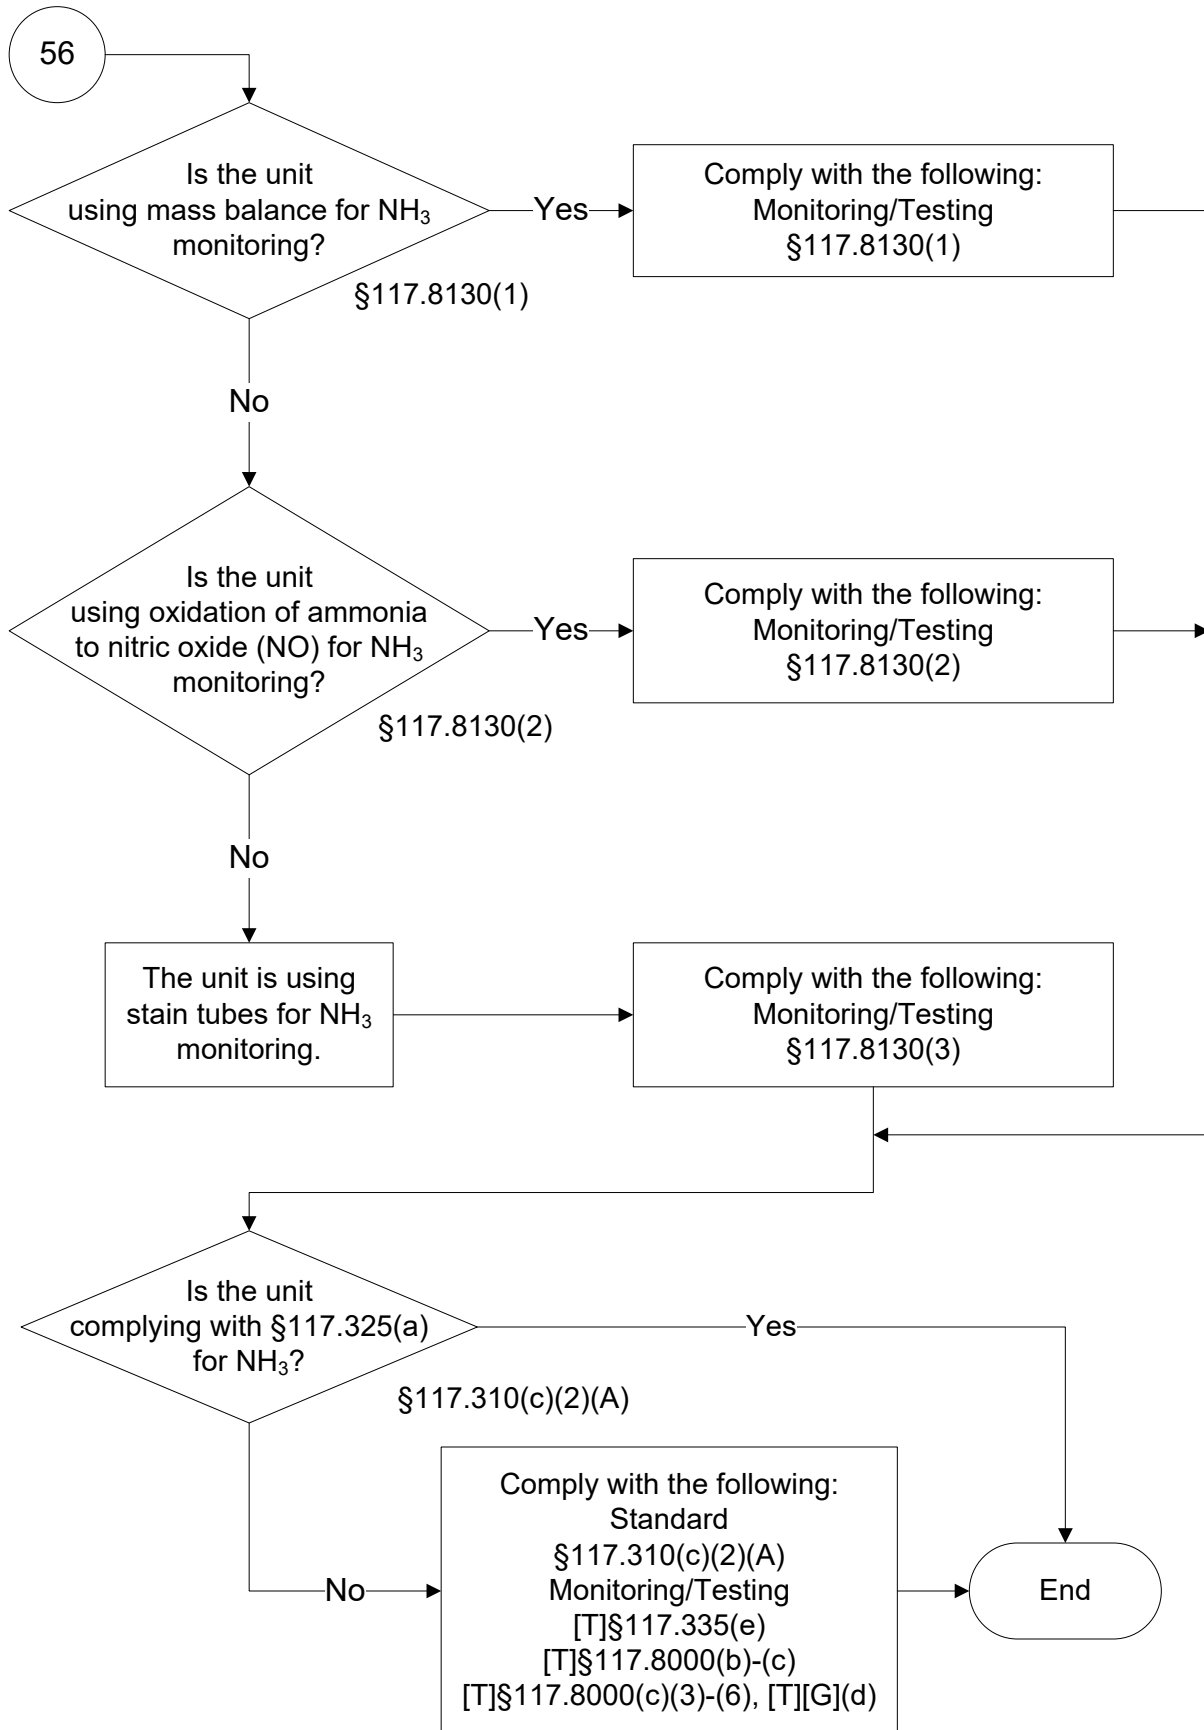 56
Is the unit
using mass balance for NH₃
monitoring?
Yes
Comply with the following:
Monitoring/Testing
§117.8130(1)
§117.8130(1)
No
Is the unit
using oxidation of ammonia
to nitric oxide (NO) for NH₃
monitoring?
Yes
Comply with the following:
Monitoring/Testing
§117.8130(2)
§117.8130(2)
No
The unit is using
stain tubes for NH₃
monitoring.
Comply with the following:
Monitoring/Testing
§117.8130(3)
Is the unit
complying with §117.325(a)
for NH₃?
Yes
§117.310(c)(2)(A)
No
Comply with the following:
Standard
§117.310(c)(2)(A)
Monitoring/Testing
[T]§117.335(e)
[T]§117.8000(b)-(c)
[T]§117.8000(c)(3)-(6), [T][G](d)
End